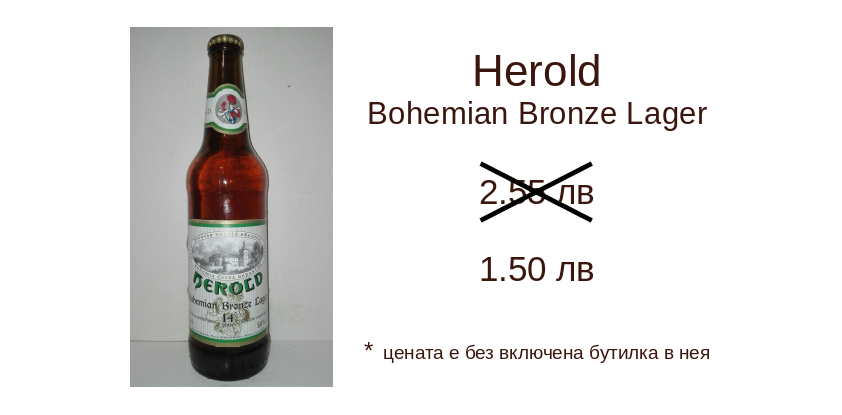 Herold
Bohemian Bronze Lager
2.55 лв
1.50 лв
* цената е без включена бутилка в нея
HEROLD
Bohemian Bronze Lager
14